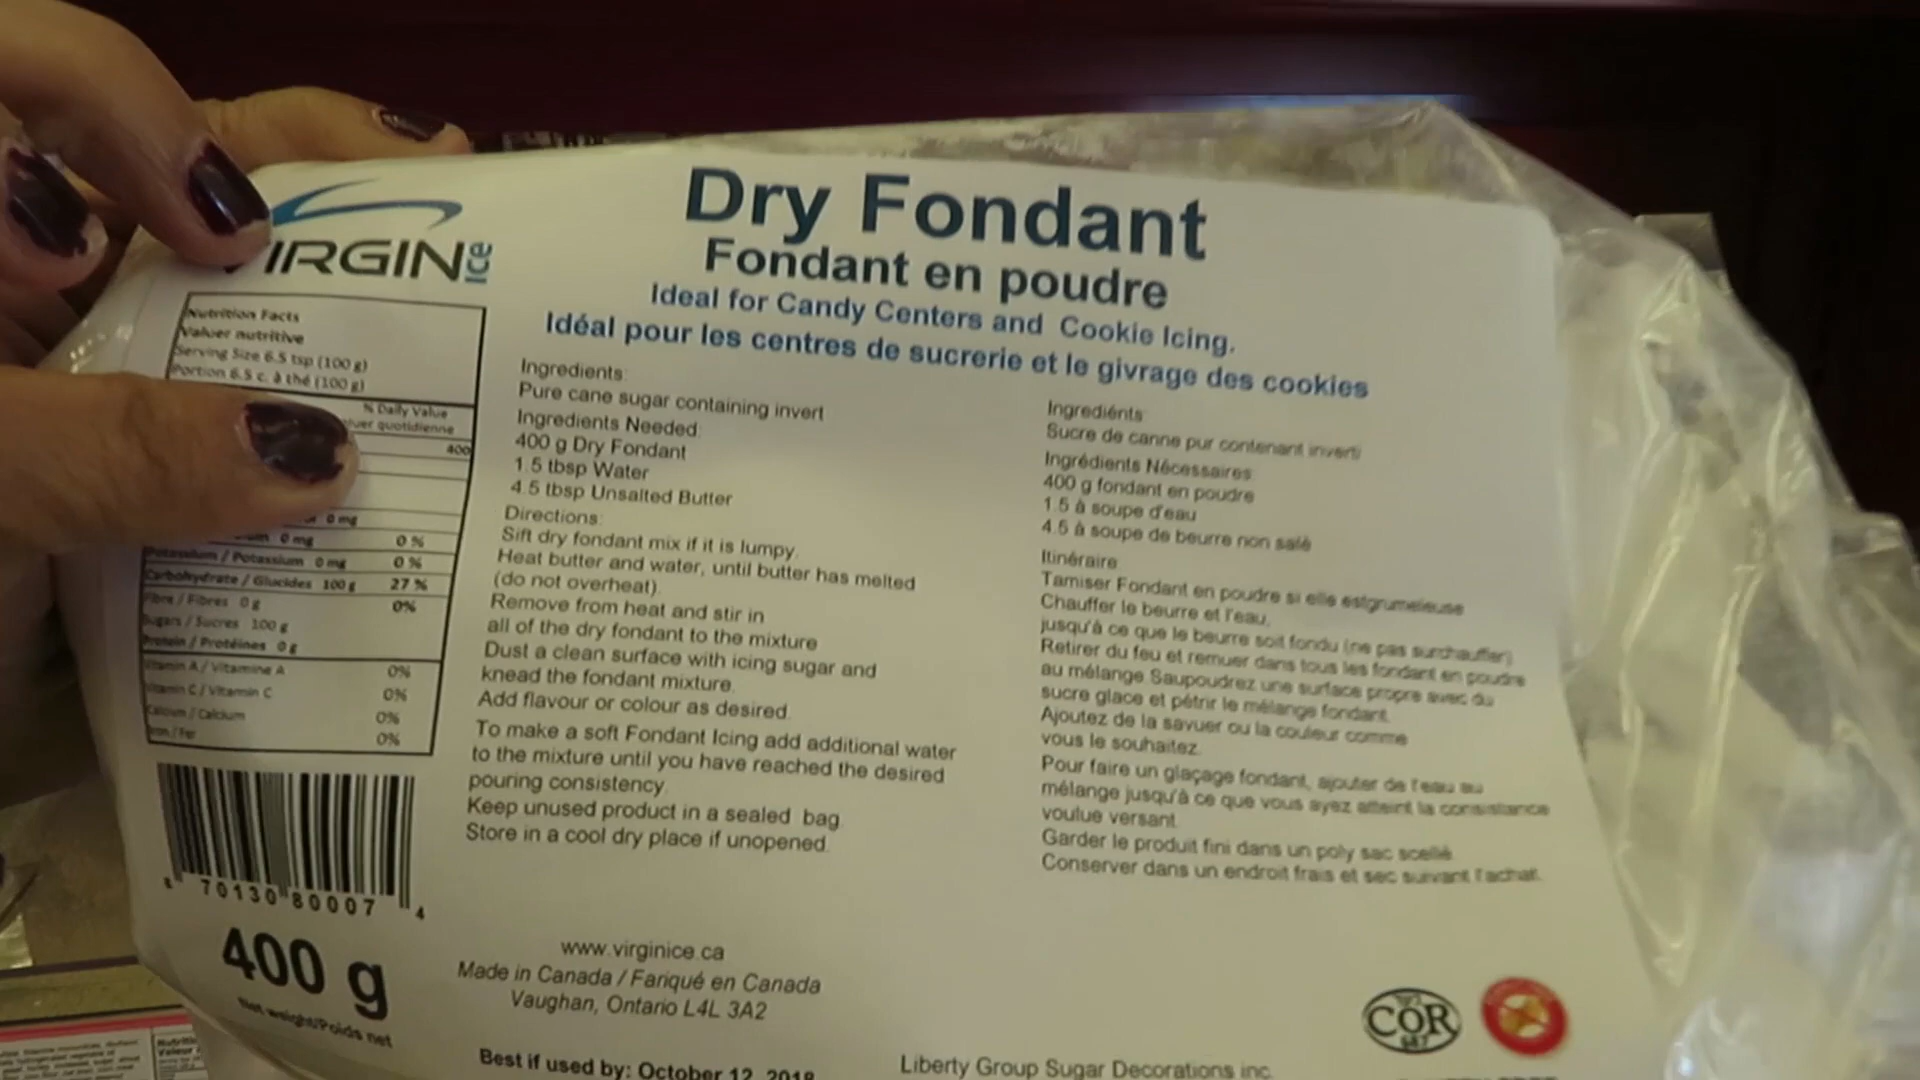 VIRGIN ICE
Dry Fondant
Fondant en poudre
Ideal for Candy Centers and Cookie Icing.
Idéal pour les centres de sucrerie et le givrage des cookies
Nutrition Facts
Valuer nutritive
Serving Size 6.5 tsp (100 g)
Portion 6.5 c. à thé (100 g)
% Daily Value
quotidienne
400
0 mg
0 mg 0 %
Potassium / Potassium 0 mg 0 %
Carbohydrate / Glucides 100 g 27 %
Fibre / Fibres 0 g 0%
Sugars / Sucres 100 g
Protein / Protéines 0 g
Vitamin A / Vitamine A 0%
Vitamin C / Vitamin C 0%
Calcium / Calcium 0%
Iron / Fer 0%
70130 80007 4
400 g
Net weight/Poids net
Ingredients:
Pure cane sugar containing invert
Ingredients Needed:
400 g Dry Fondant
1.5 tbsp Water
4.5 tbsp Unsalted Butter
Directions:
Sift dry fondant mix if it is lumpy.
Heat butter and water, until butter has melted
(do not overheat).
Remove from heat and stir in
all of the dry fondant to the mixture
Dust a clean surface with icing sugar and
knead the fondant mixture.
Add flavour or colour as desired.
To make a soft Fondant Icing add additional water
to the mixture until you have reached the desired
pouring consistency.
Keep unused product in a sealed bag.
Store in a cool dry place if unopened.
Ingrediénts
Sucre de canne pur contenant inverti
Ingrédients Nécessaires
400 g fondant en poudre
1.5 à soupe d'eau
4.5 à soupe de beurre non salé
Itinéraire
Tamiser Fondant en poudre si elle estgrumeleuse
Chauffer le beurre et l'eau,
jusqu'à ce que le beurre soit fondu (ne pas surchauffer)
Retirer du feu et remuer dans tous les fondant en poudre
au mélange Saupoudrez une surface propre avec du
sucre glace et pétrir le mélange fondant.
Ajoutez de la savuer ou la couleur comme
vous le souhaitez.
Pour faire un glaçage fondant, ajouter de l'eau au
mélange jusqu'à ce que vous ayez atteint la consistance
voulue versant.
Garder le produit fini dans un poly sac scellé.
Conserver dans un endroit frais et sec suivant l'achat.
www.virginice.ca
Made in Canada / Fariqué en Canada
Vaughan, Ontario L4L 3A2
COR
Best if used by: October 12, 2018
Liberty Group Sugar Decorations inc.